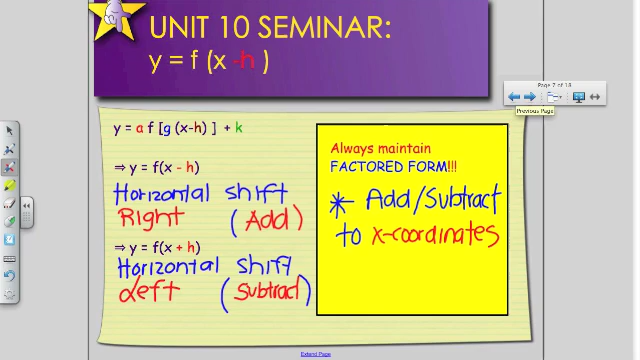 UNIT 10 SEMINAR:
y = f (x -h )
Page 7 of 18
Previous Page
y = a f [g (x-h) ] + k
⇒ y = f(x - h)
Horizontal shift
Right (Add)
⇒ y = f(x + h)
Horizontal shift
Left (Subtract)
Always maintain
FACTORED FORM!!!
* Add/Subtract
to x-coordinates
Extend Page